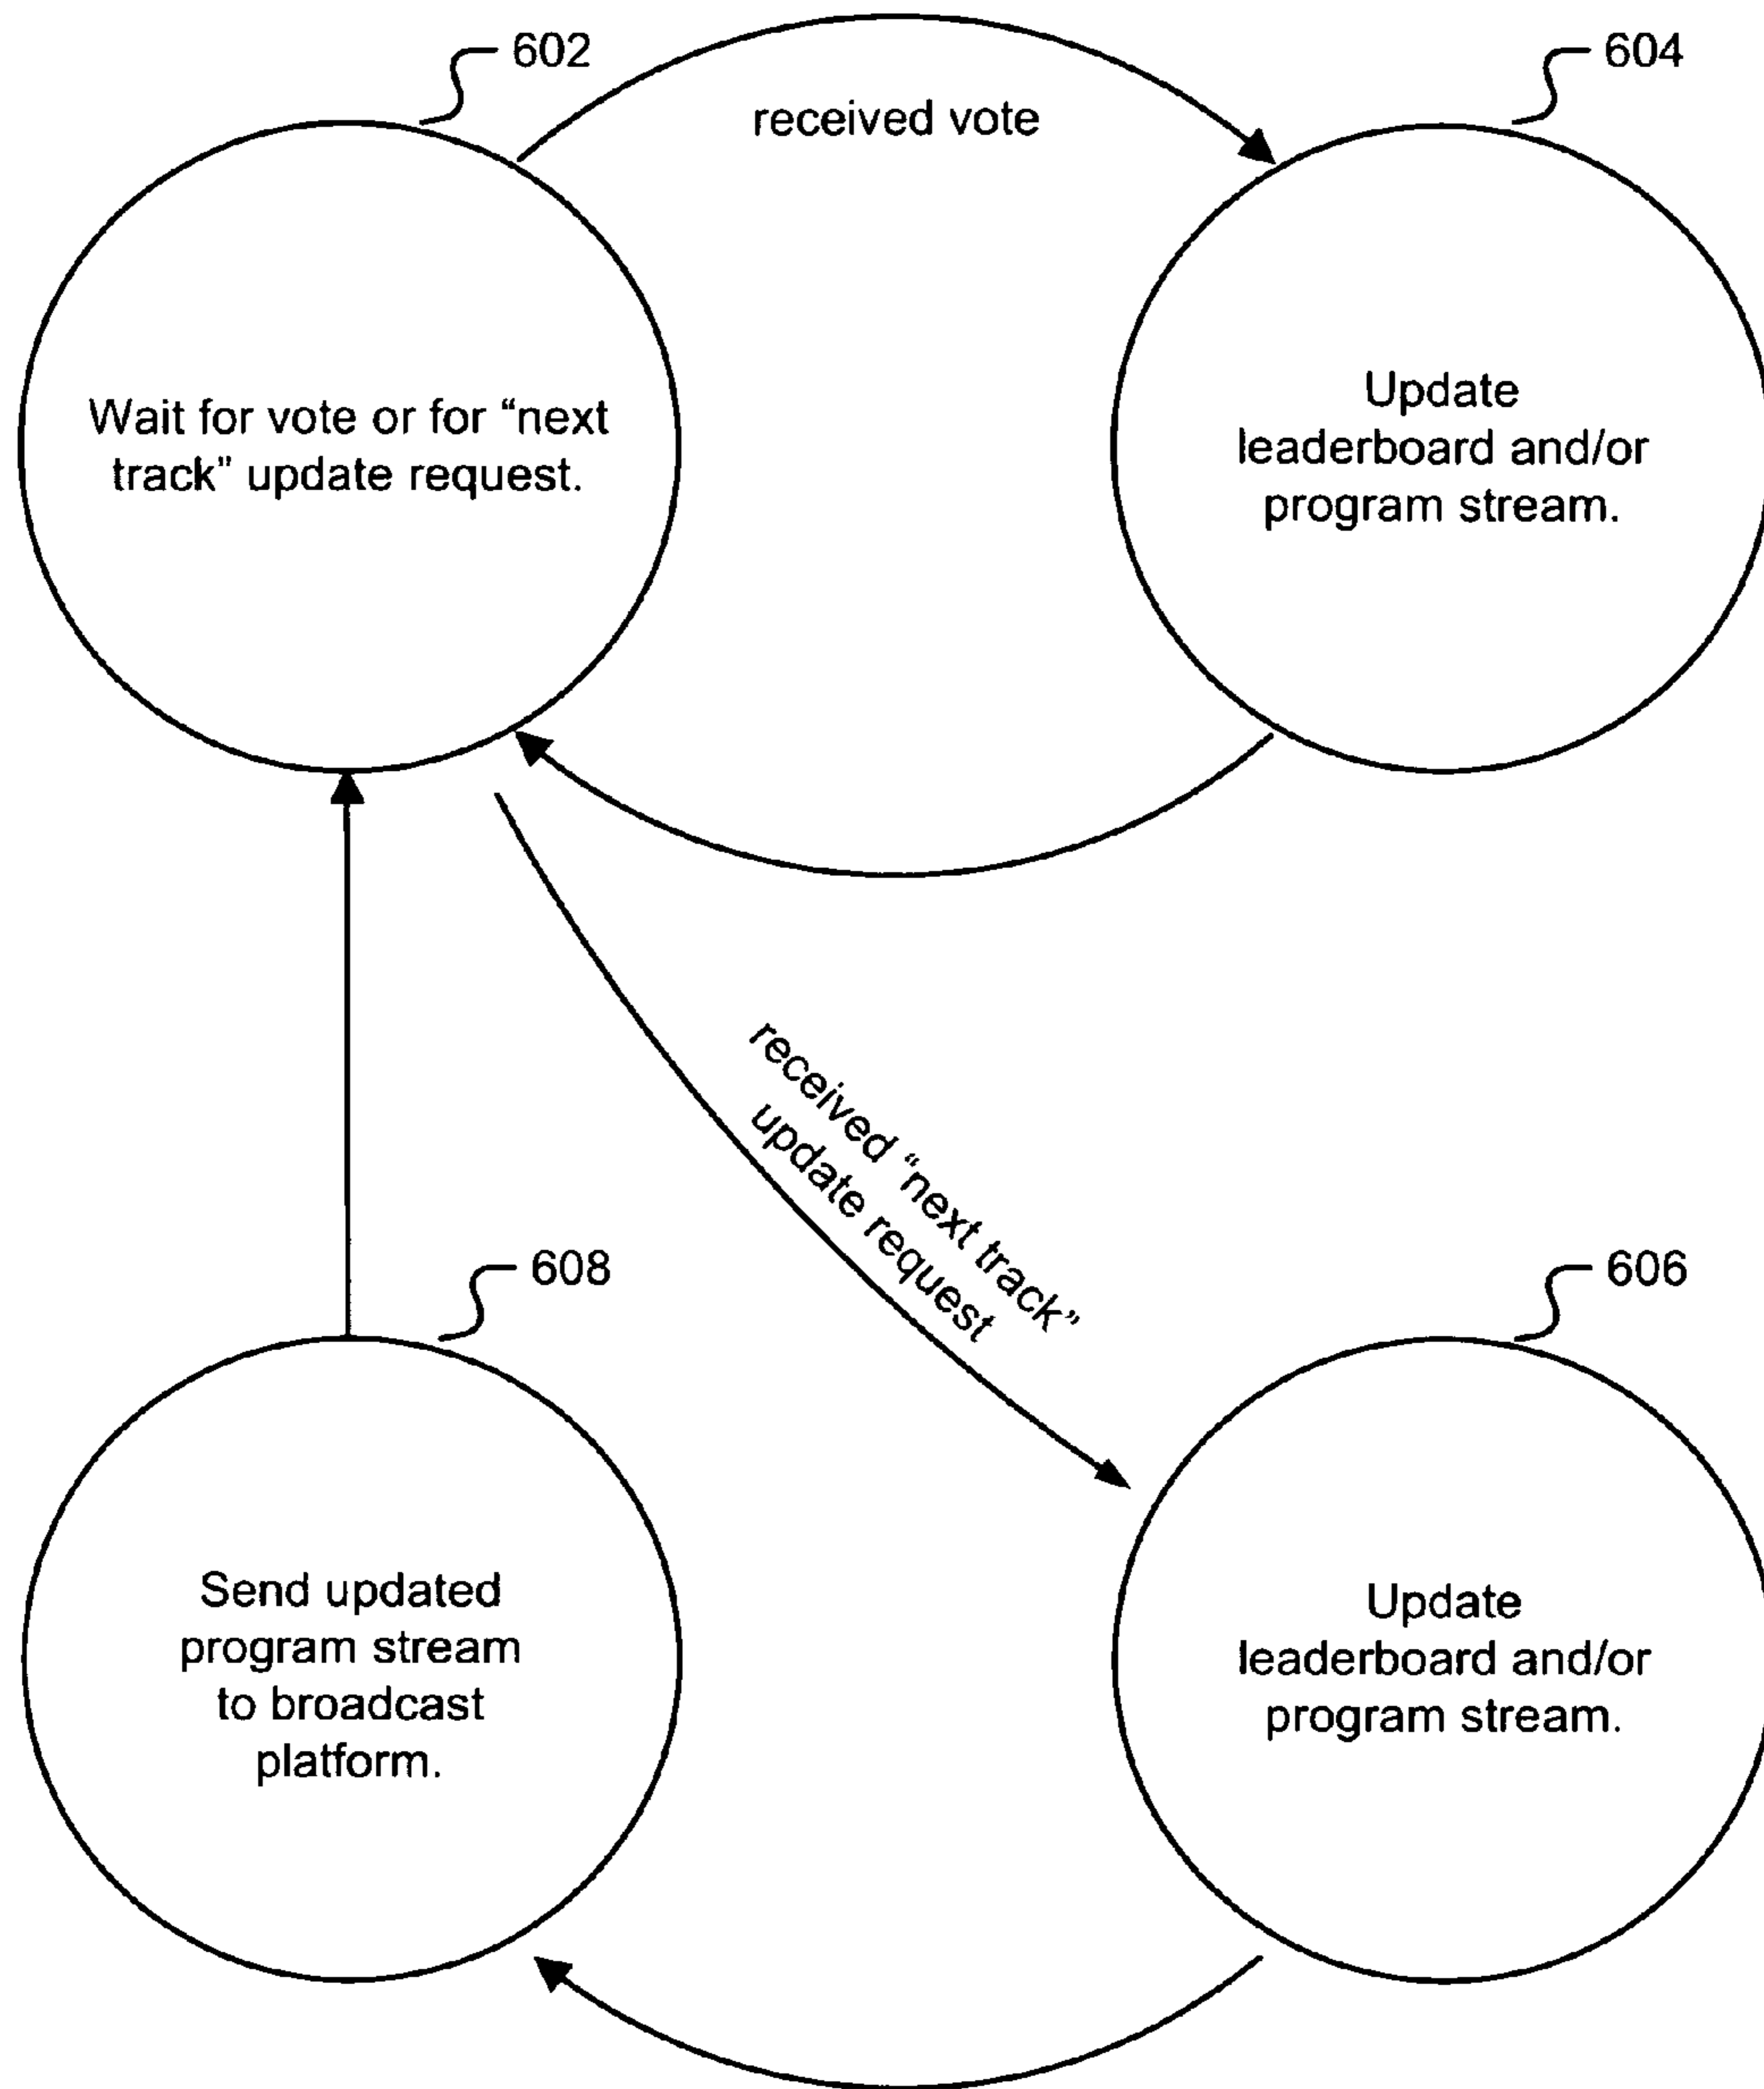 602
604
received vote
Wait for vote or for “next
track” update request.
Update
leaderboard and/or
program stream.
received “next track”
update request
608
606
Send updated
program stream
to broadcast
platform.
Update
leaderboard and/or
program stream.